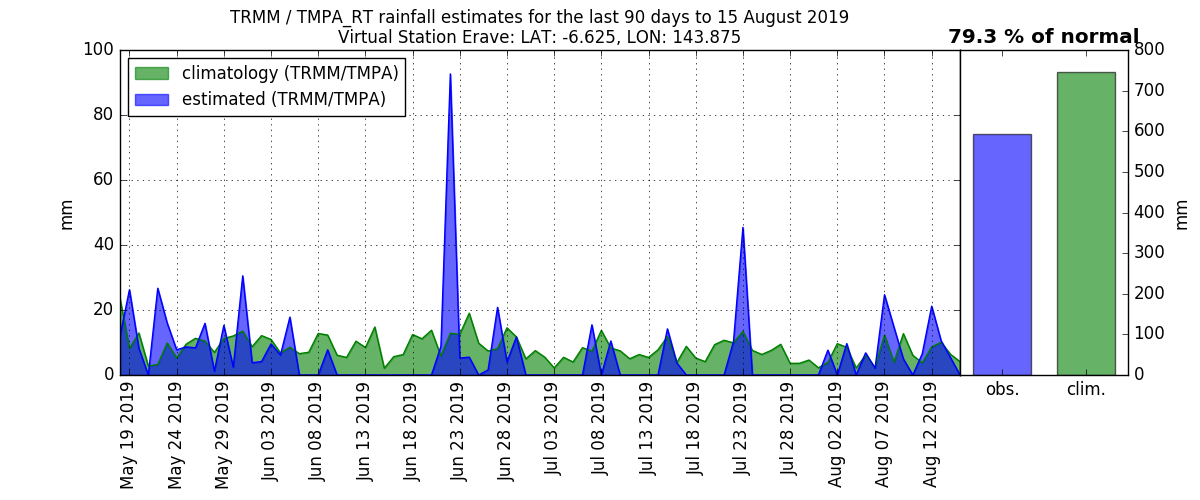 TRMM / TMPA_RT rainfall estimates for the last 90 days to 15 August 2019
Virtual Station Erave: LAT: -6.625, LON: 143.875
79.3 % of normal
climatology (TRMM/TMPA)
estimated (TRMM/TMPA)
100
80
60
40
20
0
mm
May 19 2019
May 24 2019
May 29 2019
Jun 03 2019
Jun 08 2019
Jun 13 2019
Jun 18 2019
Jun 23 2019
Jun 28 2019
Jul 03 2019
Jul 08 2019
Jul 13 2019
Jul 18 2019
Jul 23 2019
Jul 28 2019
Aug 02 2019
Aug 07 2019
Aug 12 2019
obs.
clim.
800
700
600
500
400
300
200
100
0
mm